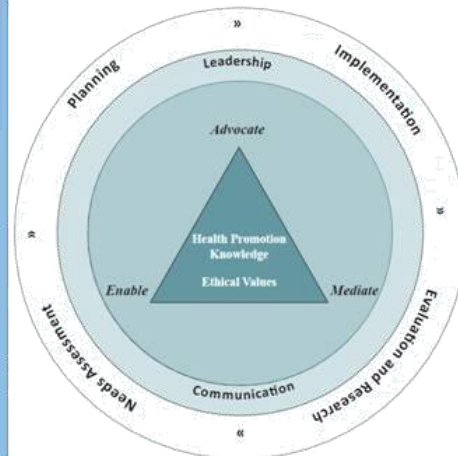 »
Planning
Implementation
Leadership
Advocate
Health Promotion
Knowledge
Ethical Values
»
»
Enable
Mediate
Needs Assessment
Evaluation and Research
Communication
»